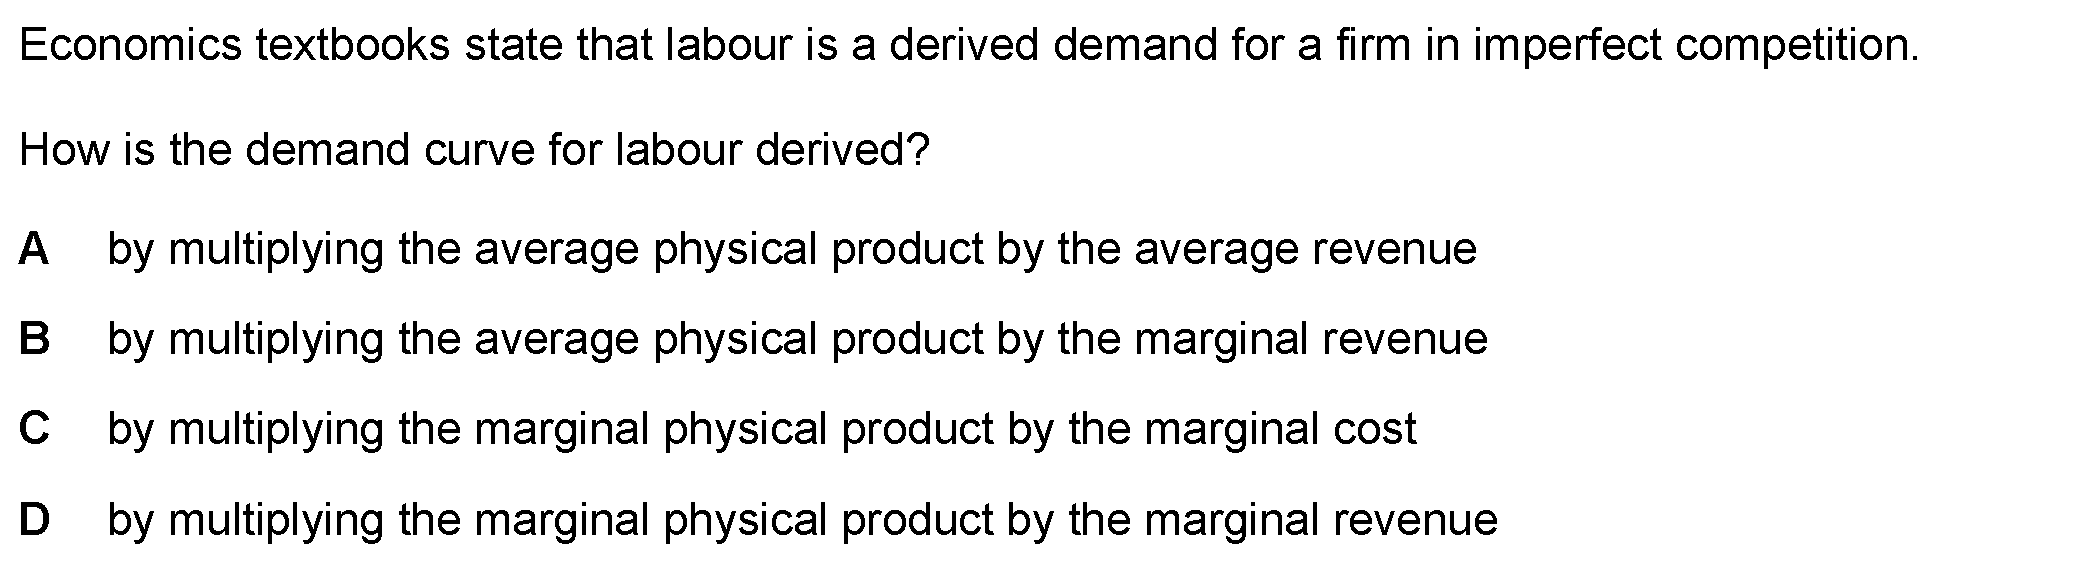 Economics textbooks state that labour is a derived demand for a firm in imperfect competition.
How is the demand curve for labour derived?
A by multiplying the average physical product by the average revenue
B by multiplying the average physical product by the marginal revenue
C by multiplying the marginal physical product by the marginal cost
D by multiplying the marginal physical product by the marginal revenue